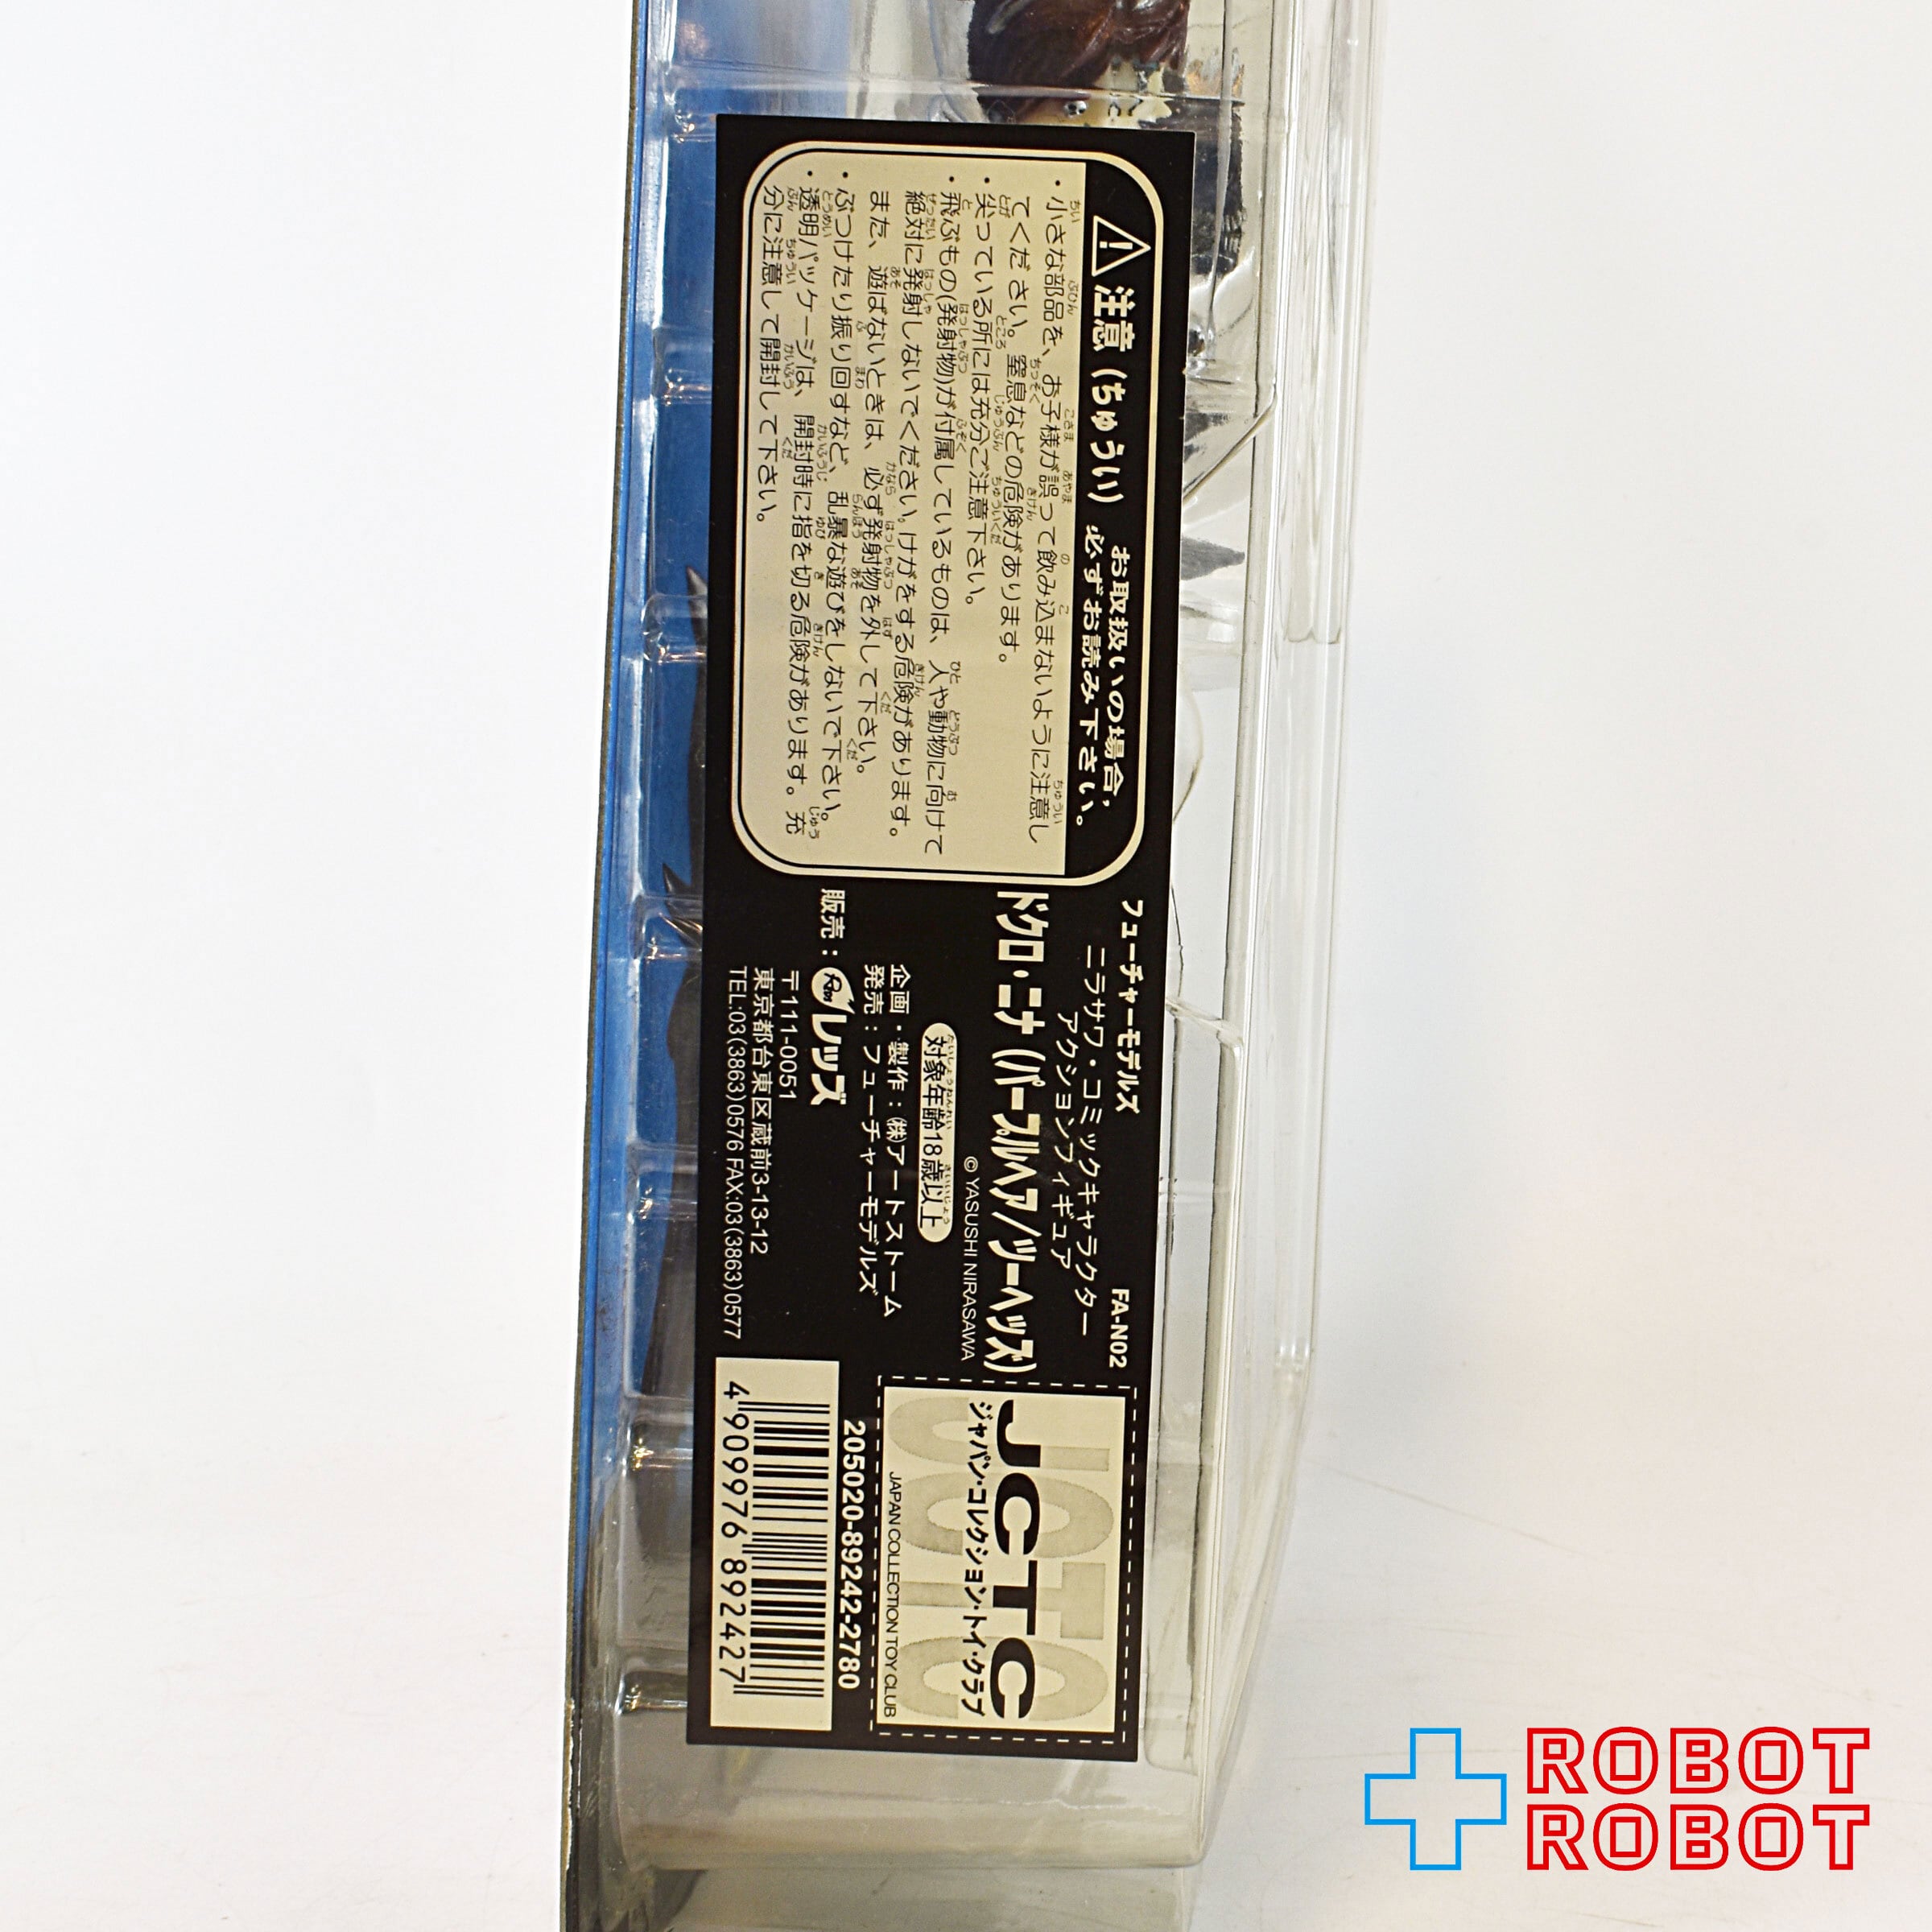 注意(ちゅうい)
お取扱いの場合,
必ずお読み下さい。
・小さな部品を、お子様が誤って飲み込まないように注意し
てください。窒息などの危険があります。
・尖っている所には充分ご注意下さい。
・飛ぶもの(発射物)が付属しているものは、人や動物に向けて
絶対に発射しないでください。けがをする危険があります。
また、遊ばないときは、必ず発射物を外して下さい。
・ぶつけたり振り回すなど、乱暴な遊びをしないで下さい。
・透明パッケージは、開封時に指を切る危険があります。充
分に注意して開封して下さい。
フューチャーモデルズ FA-N02
ニラサワ・コミックキャラクター
アクションフィギュア
ドクロ・ニナ(パープルヘア/ツーヘッズ)
© YASUSHI NIRASAWA
対象年齢18歳以上
企画・製作:㈱アートストーム
発売:フューチャーモデルズ
販売:Reds レッズ
〒111-0051
東京都台東区蔵前3-13-12
TEL:03(3863)0576 FAX:03(3863)0577
JCTC
JCTC
ジャパン・コレクション・トイ・クラブ
JAPAN COLLECTION TOY CLUB
205020-89242-2780
4 909976 892427
ROBOT
ROBOT